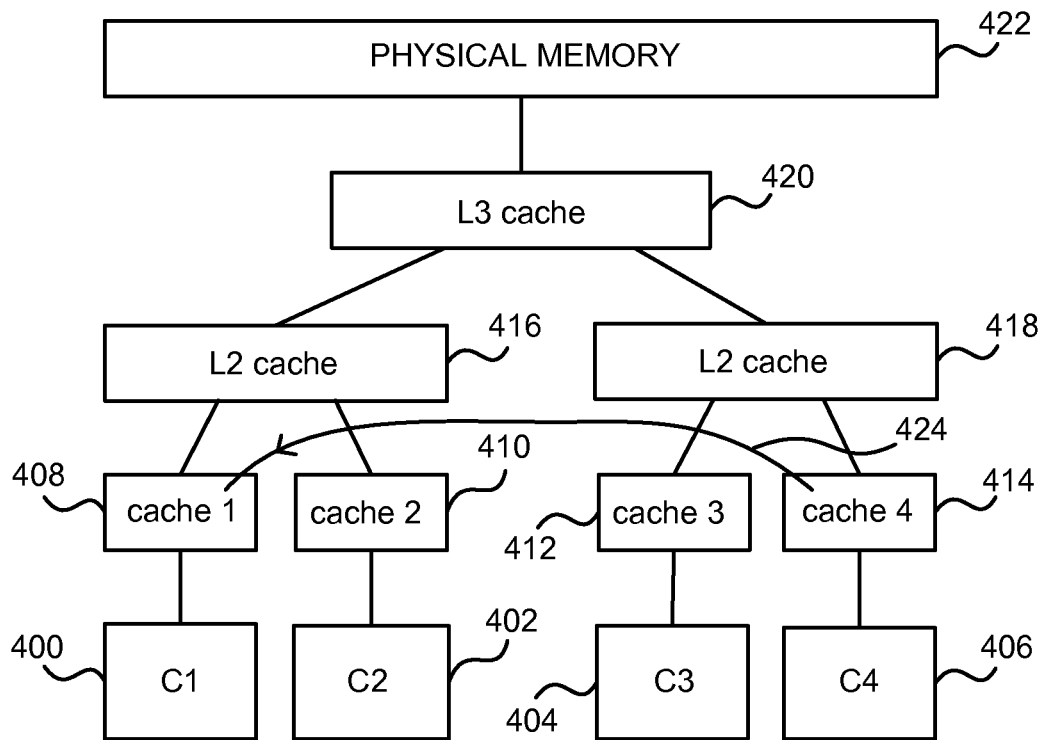 422
PHYSICAL MEMORY
420
L3 cache
416
418
L2 cache
L2 cache
424
408
410
414
cache 1
cache 2
cache 3
cache 4
412
400
402
406
C1
C2
C3
C4
404